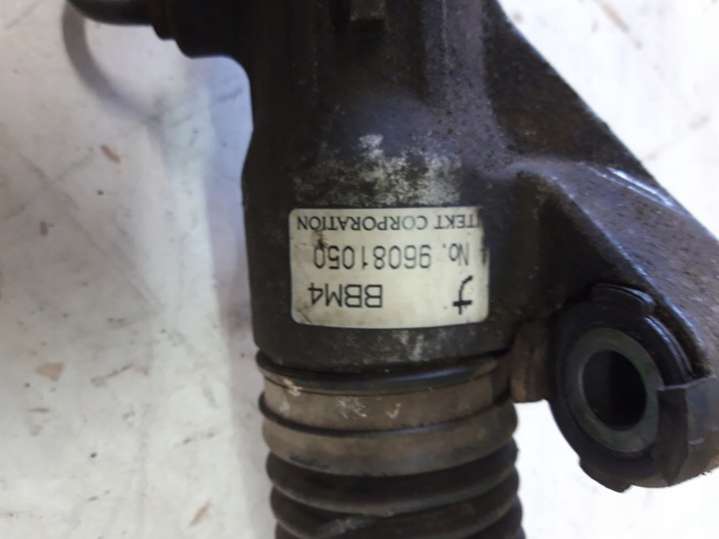 BBM4
No. 96081050
TEKT CORPORATION